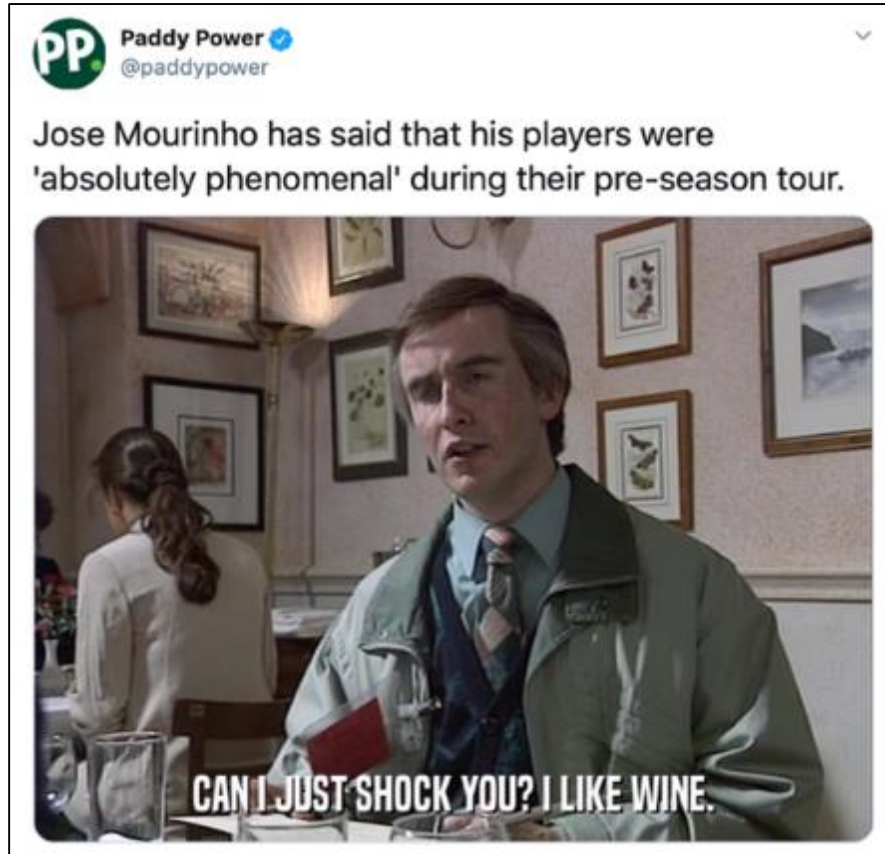 PP.
Paddy Power
@paddypower
Jose Mourinho has said that his players were
'absolutely phenomenal' during their pre-season tour.
CAN I JUST SHOCK YOU? I LIKE WINE.